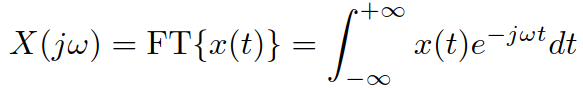 X(jω) = FT{x(t)} = ∫_{−∞}^{+∞} x(t)e^{−jωt}dt